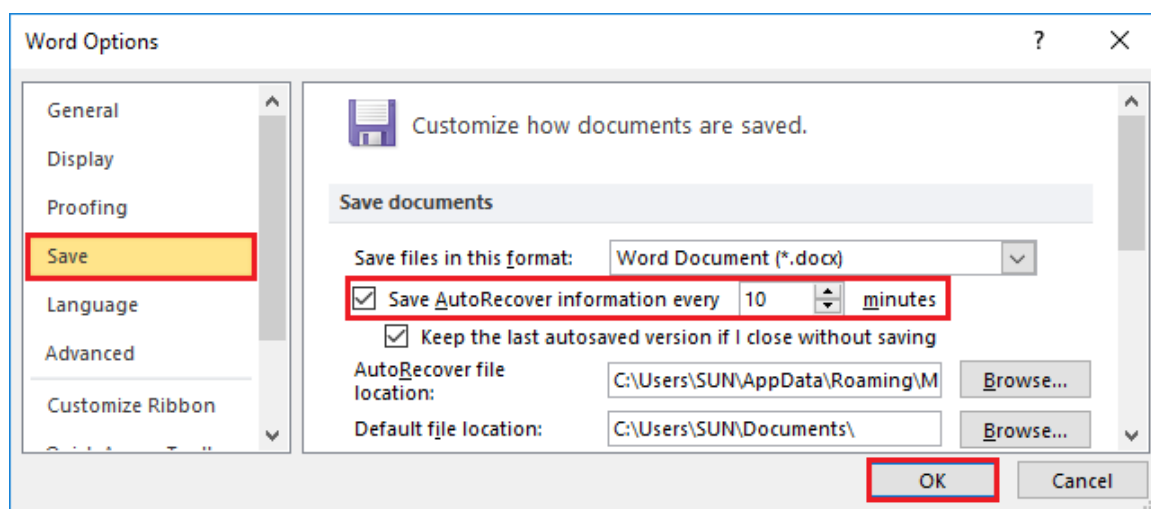 Word Options
?
General
Display
Proofing
Save
Language
Advanced
Customize Ribbon
Customize how documents are saved.
Save documents
Save files in this format: Word Document (*.docx)
Save AutoRecover information every 10 minutes
Keep the last autosaved version if I close without saving
AutoRecover file
location:
C:\Users\SUN\AppData\Roaming\M Browse...
Default file location: C:\Users\SUN\Documents\ Browse...
OK Cancel